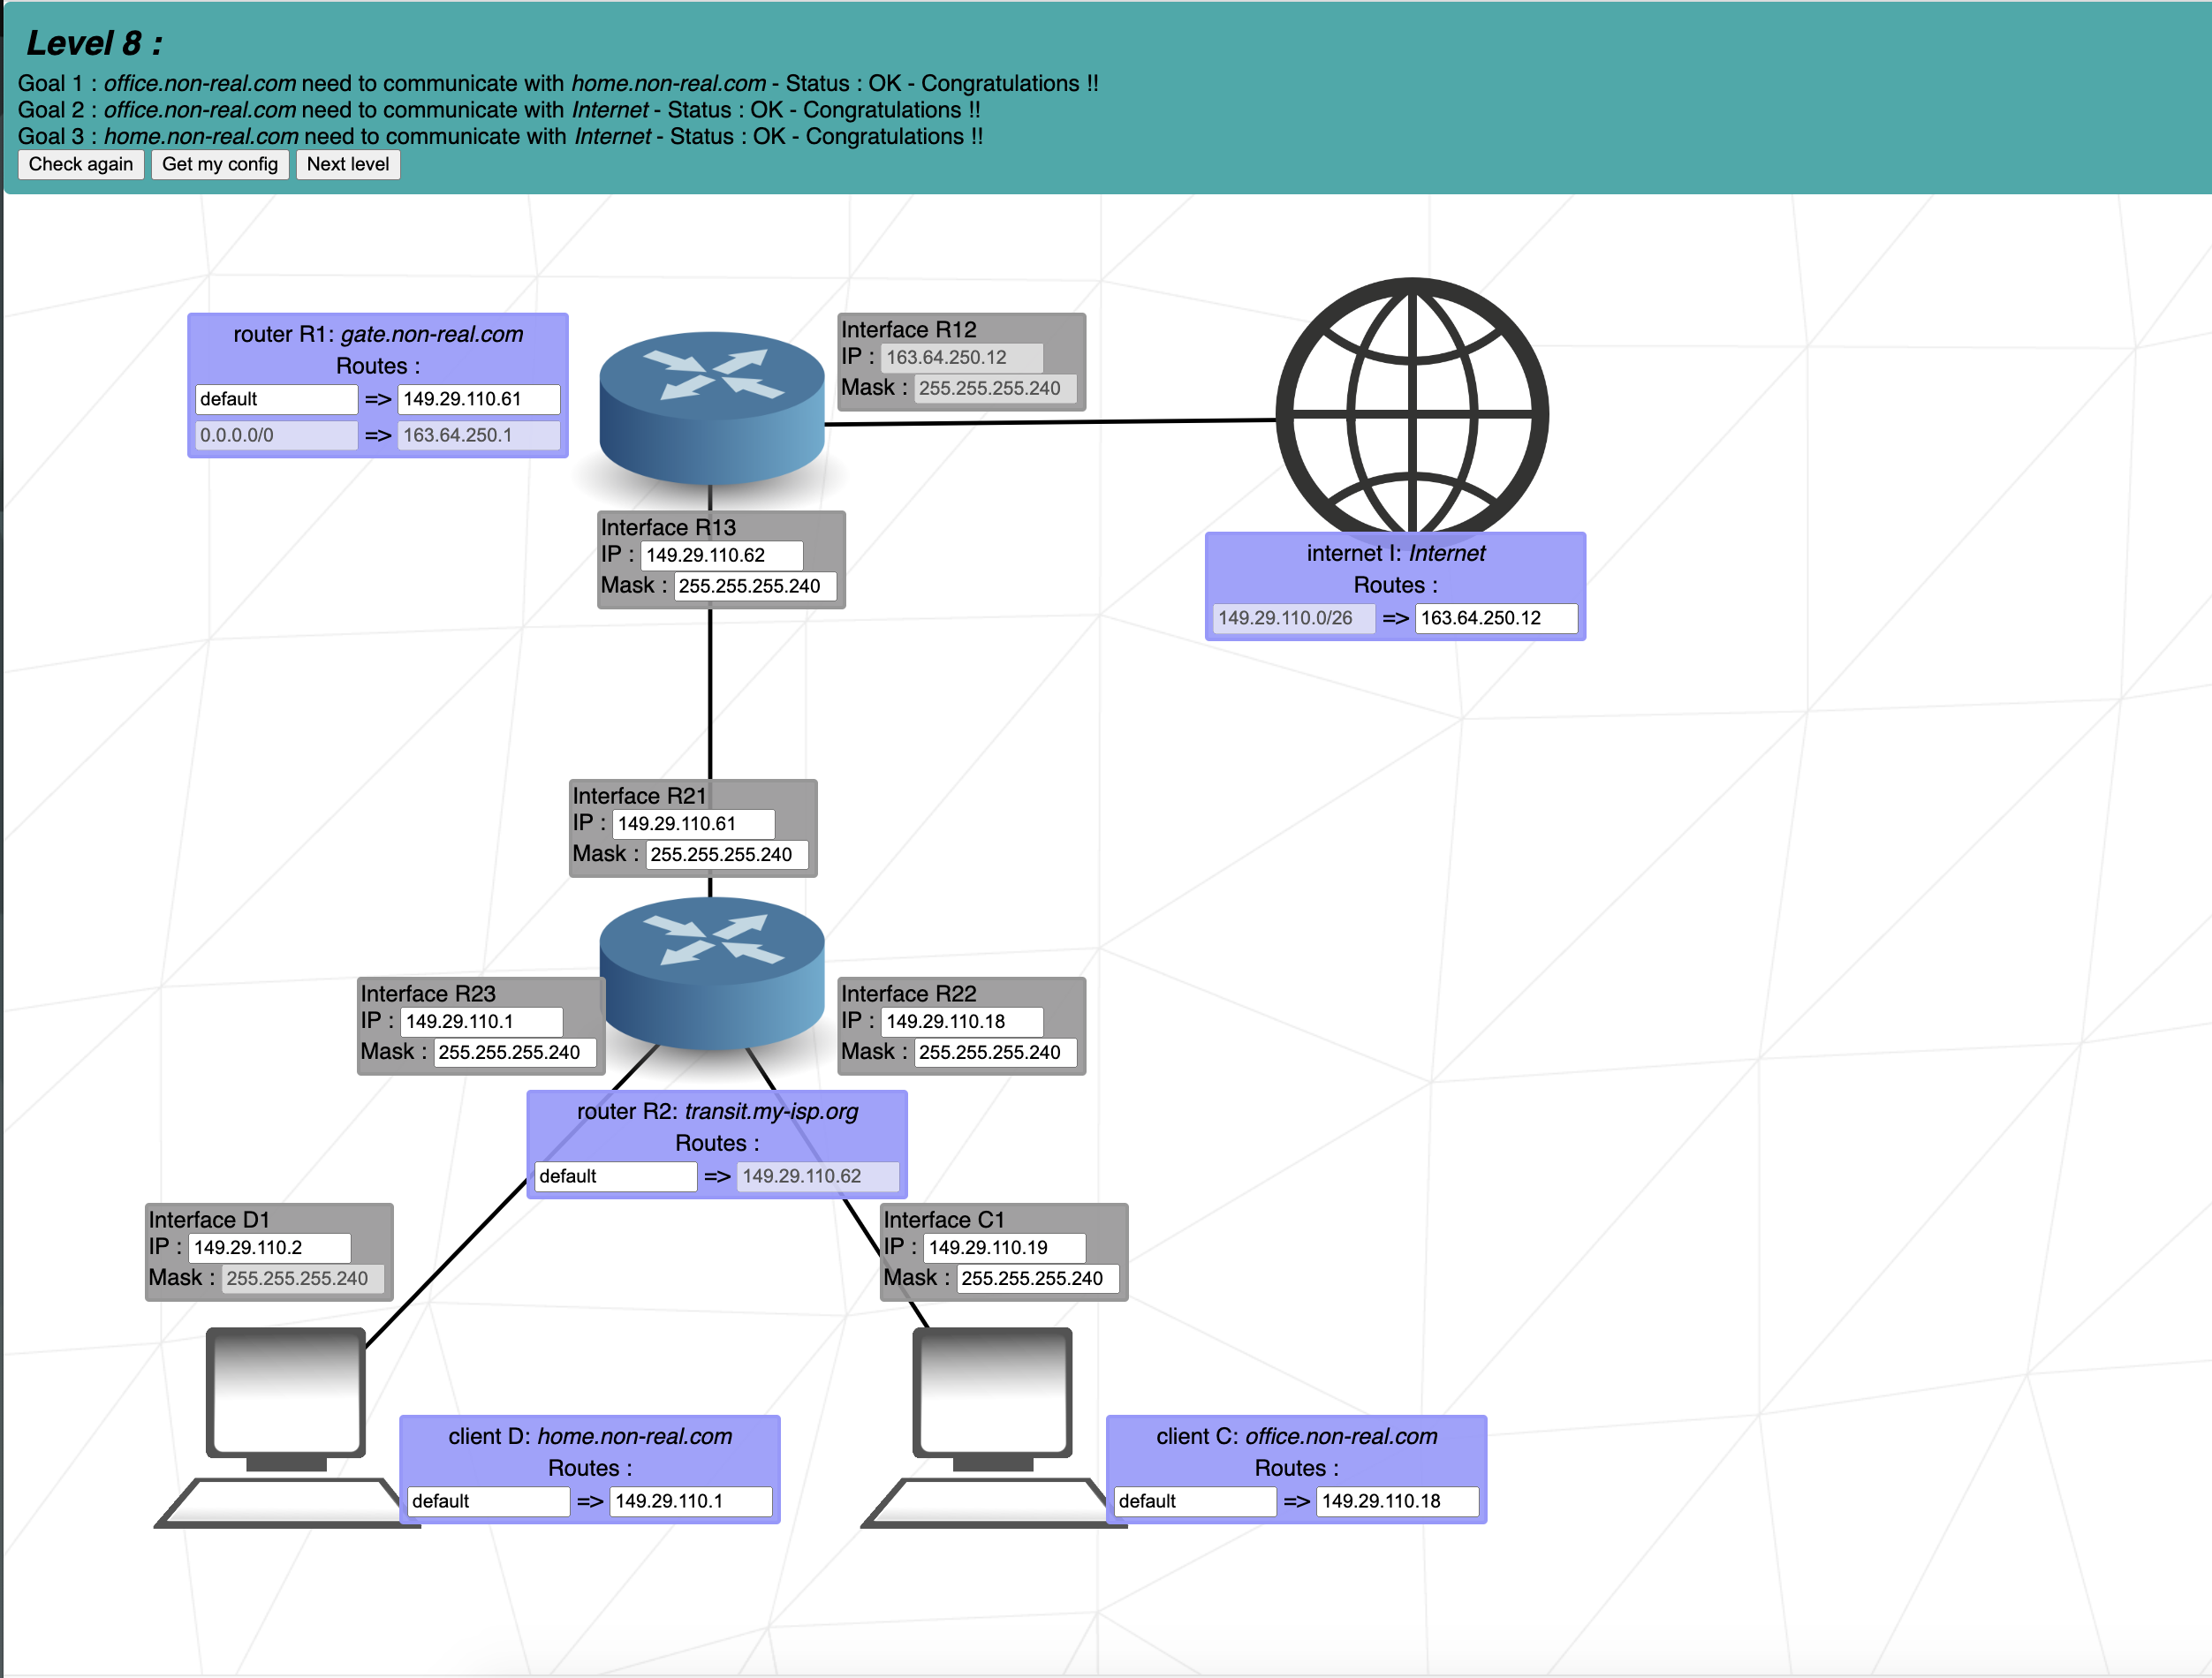 Level 8 :
Goal 1 : office.non-real.com need to communicate with home.non-real.com - Status : OK - Congratulations !!
Goal 2 : office.non-real.com need to communicate with Internet - Status : OK - Congratulations !!
Goal 3 : home.non-real.com need to communicate with Internet - Status : OK - Congratulations !!
Check again Get my config Next level
router R1: gate.non-real.com
Routes :
default => 149.29.110.61
0.0.0.0/0 => 163.64.250.1
Interface R12
IP : 163.64.250.12
Mask : 255.255.255.240
Interface R13
IP : 149.29.110.62
Mask : 255.255.255.240
internet I: Internet
Routes :
149.29.110.0/26 => 163.64.250.12
Interface R21
IP : 149.29.110.61
Mask : 255.255.255.240
Interface R23
IP : 149.29.110.1
Mask : 255.255.255.240
Interface R22
IP : 149.29.110.18
Mask : 255.255.255.240
router R2: transit.my-isp.org
Routes :
default => 149.29.110.62
Interface D1
IP : 149.29.110.2
Mask : 255.255.255.240
Interface C1
IP : 149.29.110.19
Mask : 255.255.255.240
client D: home.non-real.com
Routes :
default => 149.29.110.1
client C: office.non-real.com
Routes :
default => 149.29.110.18